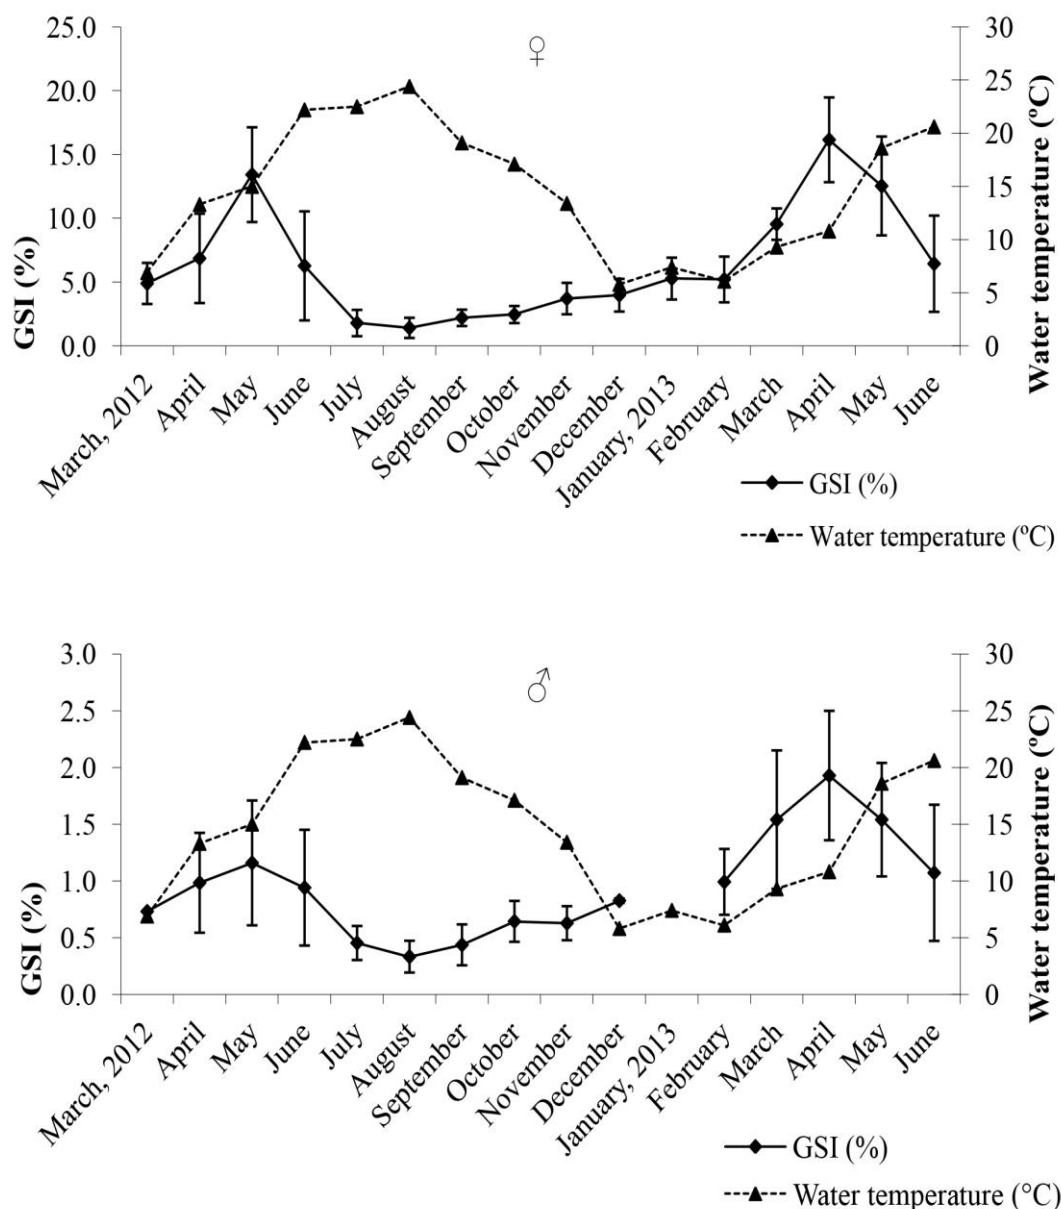 ♀
GSI (%)
25.0
20.0
15.0
10.0
5.0
0.0
Water temperature (ºC)
30
25
20
15
10
5
0
March, 2012
April
May
June
July
August
September
October
November
December
January, 2013
February
March
April
May
June
GSI (%)
Water temperature (ºC)
♂
GSI (%)
3.0
2.5
2.0
1.5
1.0
0.5
0.0
Water temperature (ºC)
30
25
20
15
10
5
0
March, 2012
April
May
June
July
August
September
October
November
December
January, 2013
February
March
April
May
June
GSI (%)
Water temperature (°C)